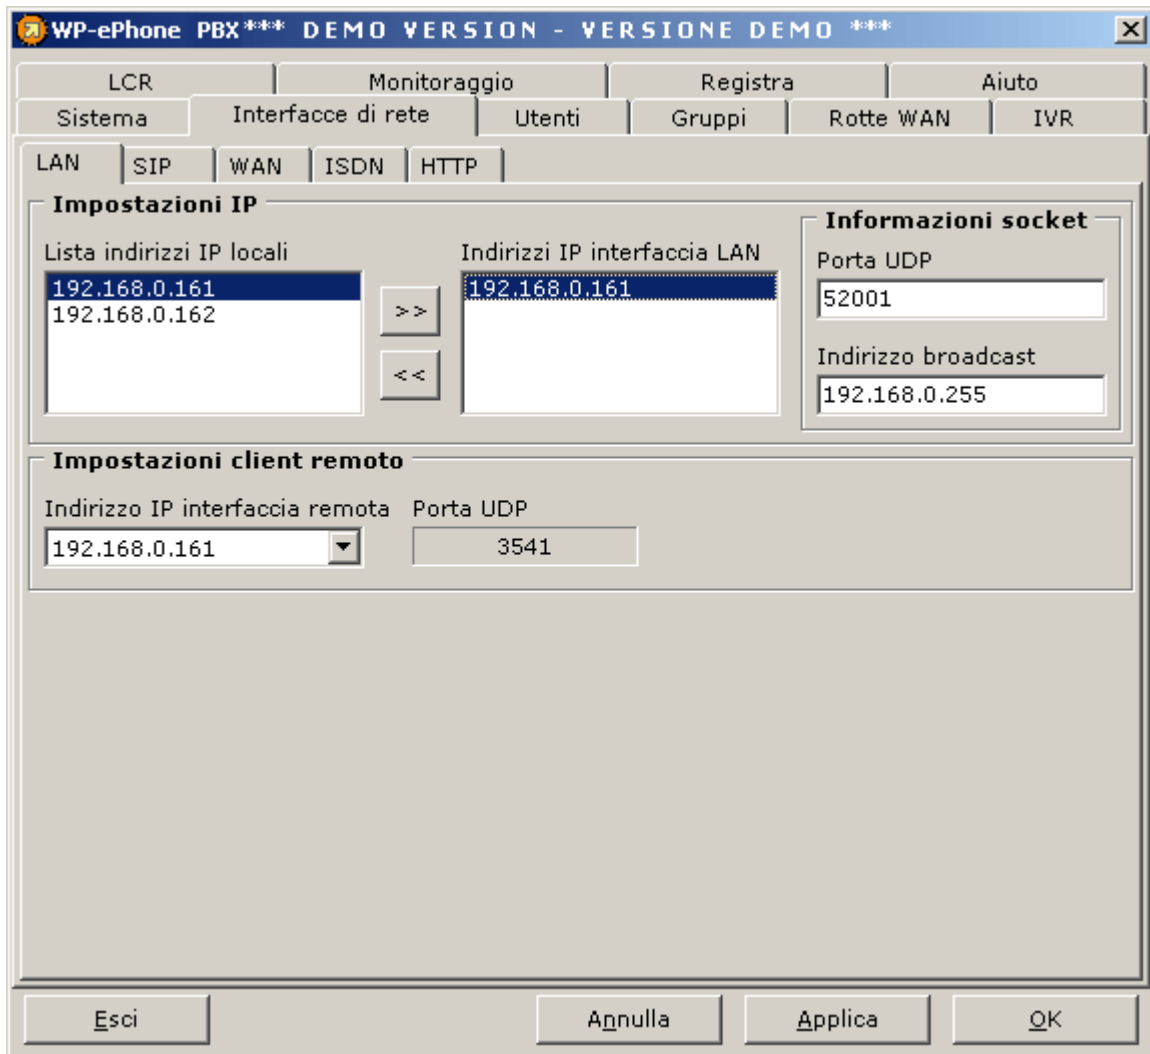 WP-ePhone PBX*** DEMO VERSION - VERSIONE DEMO ***
LCR Monitoraggio Registra Aiuto
Sistema Interfacce di rete Utenti Gruppi Rotte WAN IVR
LAN SIP WAN ISDN HTTP
Impostazioni IP
Lista indirizzi IP locali
192.168.0.161
192.168.0.162
>>
<<
Indirizzi IP interfaccia LAN
192.168.0.161
Informazioni socket
Porta UDP
52001
Indirizzo broadcast
192.168.0.255
Impostazioni client remoto
Indirizzo IP interfaccia remota Porta UDP
192.168.0.161 3541
Esci Annulla Applica OK